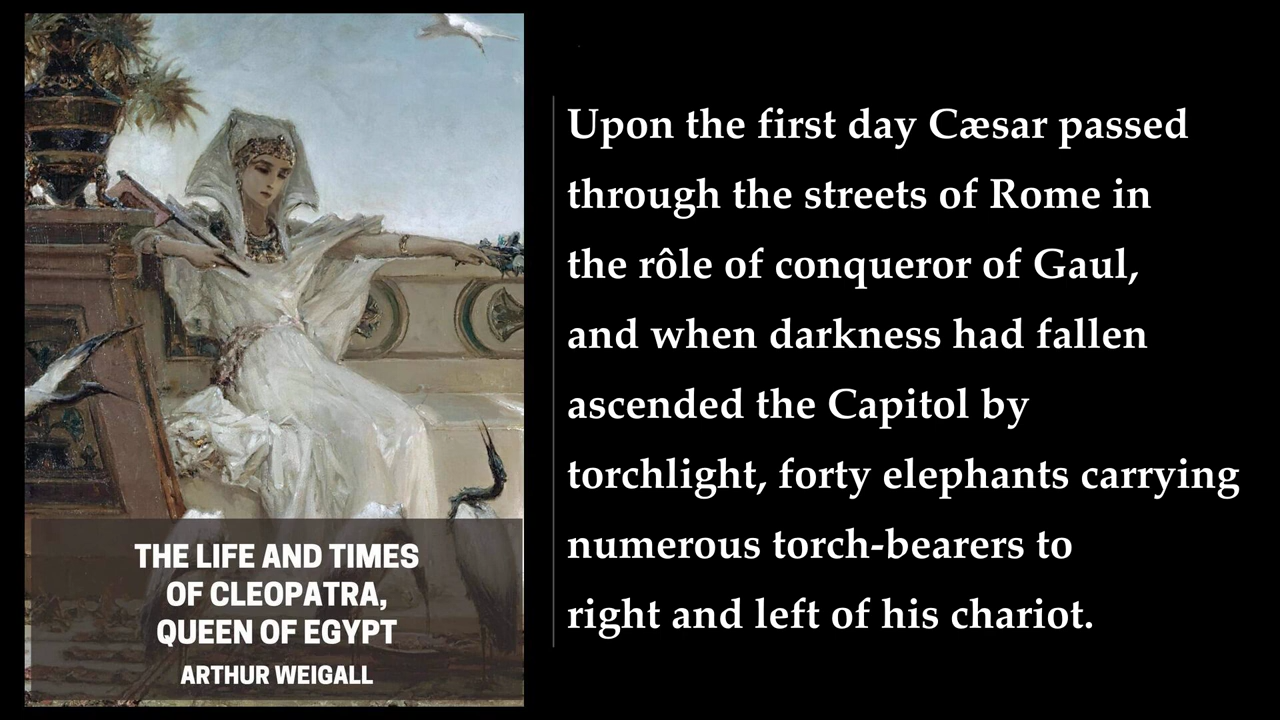 THE LIFE AND TIMES
OF CLEOPATRA,
QUEEN OF EGYPT
ARTHUR WEIGALL
Upon the first day Cæsar passed
through the streets of Rome in
the rôle of conqueror of Gaul,
and when darkness had fallen
ascended the Capitol by
torchlight, forty elephants carrying
numerous torch-bearers to
right and left of his chariot.